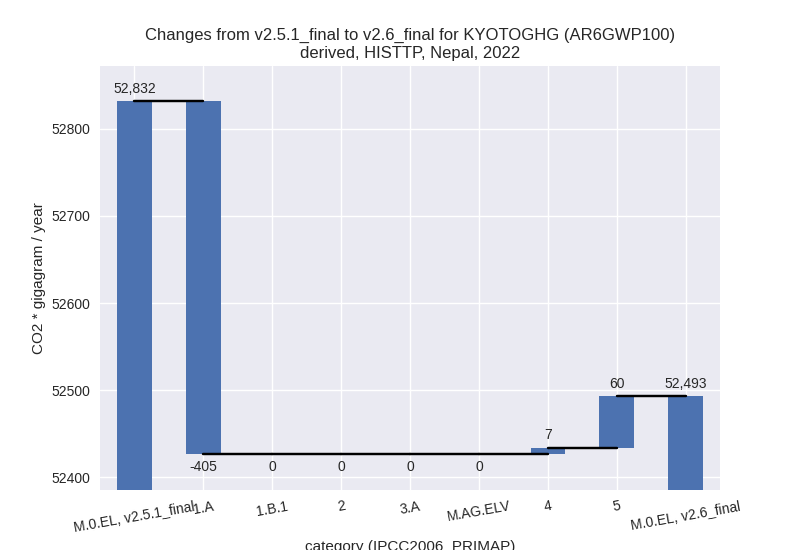 Changes from v2.5.1_final to v2.6_final for KYOTOGHG (AR6GWP100)
derived, HISTTP, Nepal, 2022
CO2 * gigagram / year
52800
52700
52600
52500
52400
52,832
-405
0
0
0
0
7
60
52,493
M.0.EL, v2.5.1_final
1.A
1.B.1
2
3.A
M.AG.ELV
4
5
M.0.EL, v2.6_final
category (IPCC2006_PRIMAP)